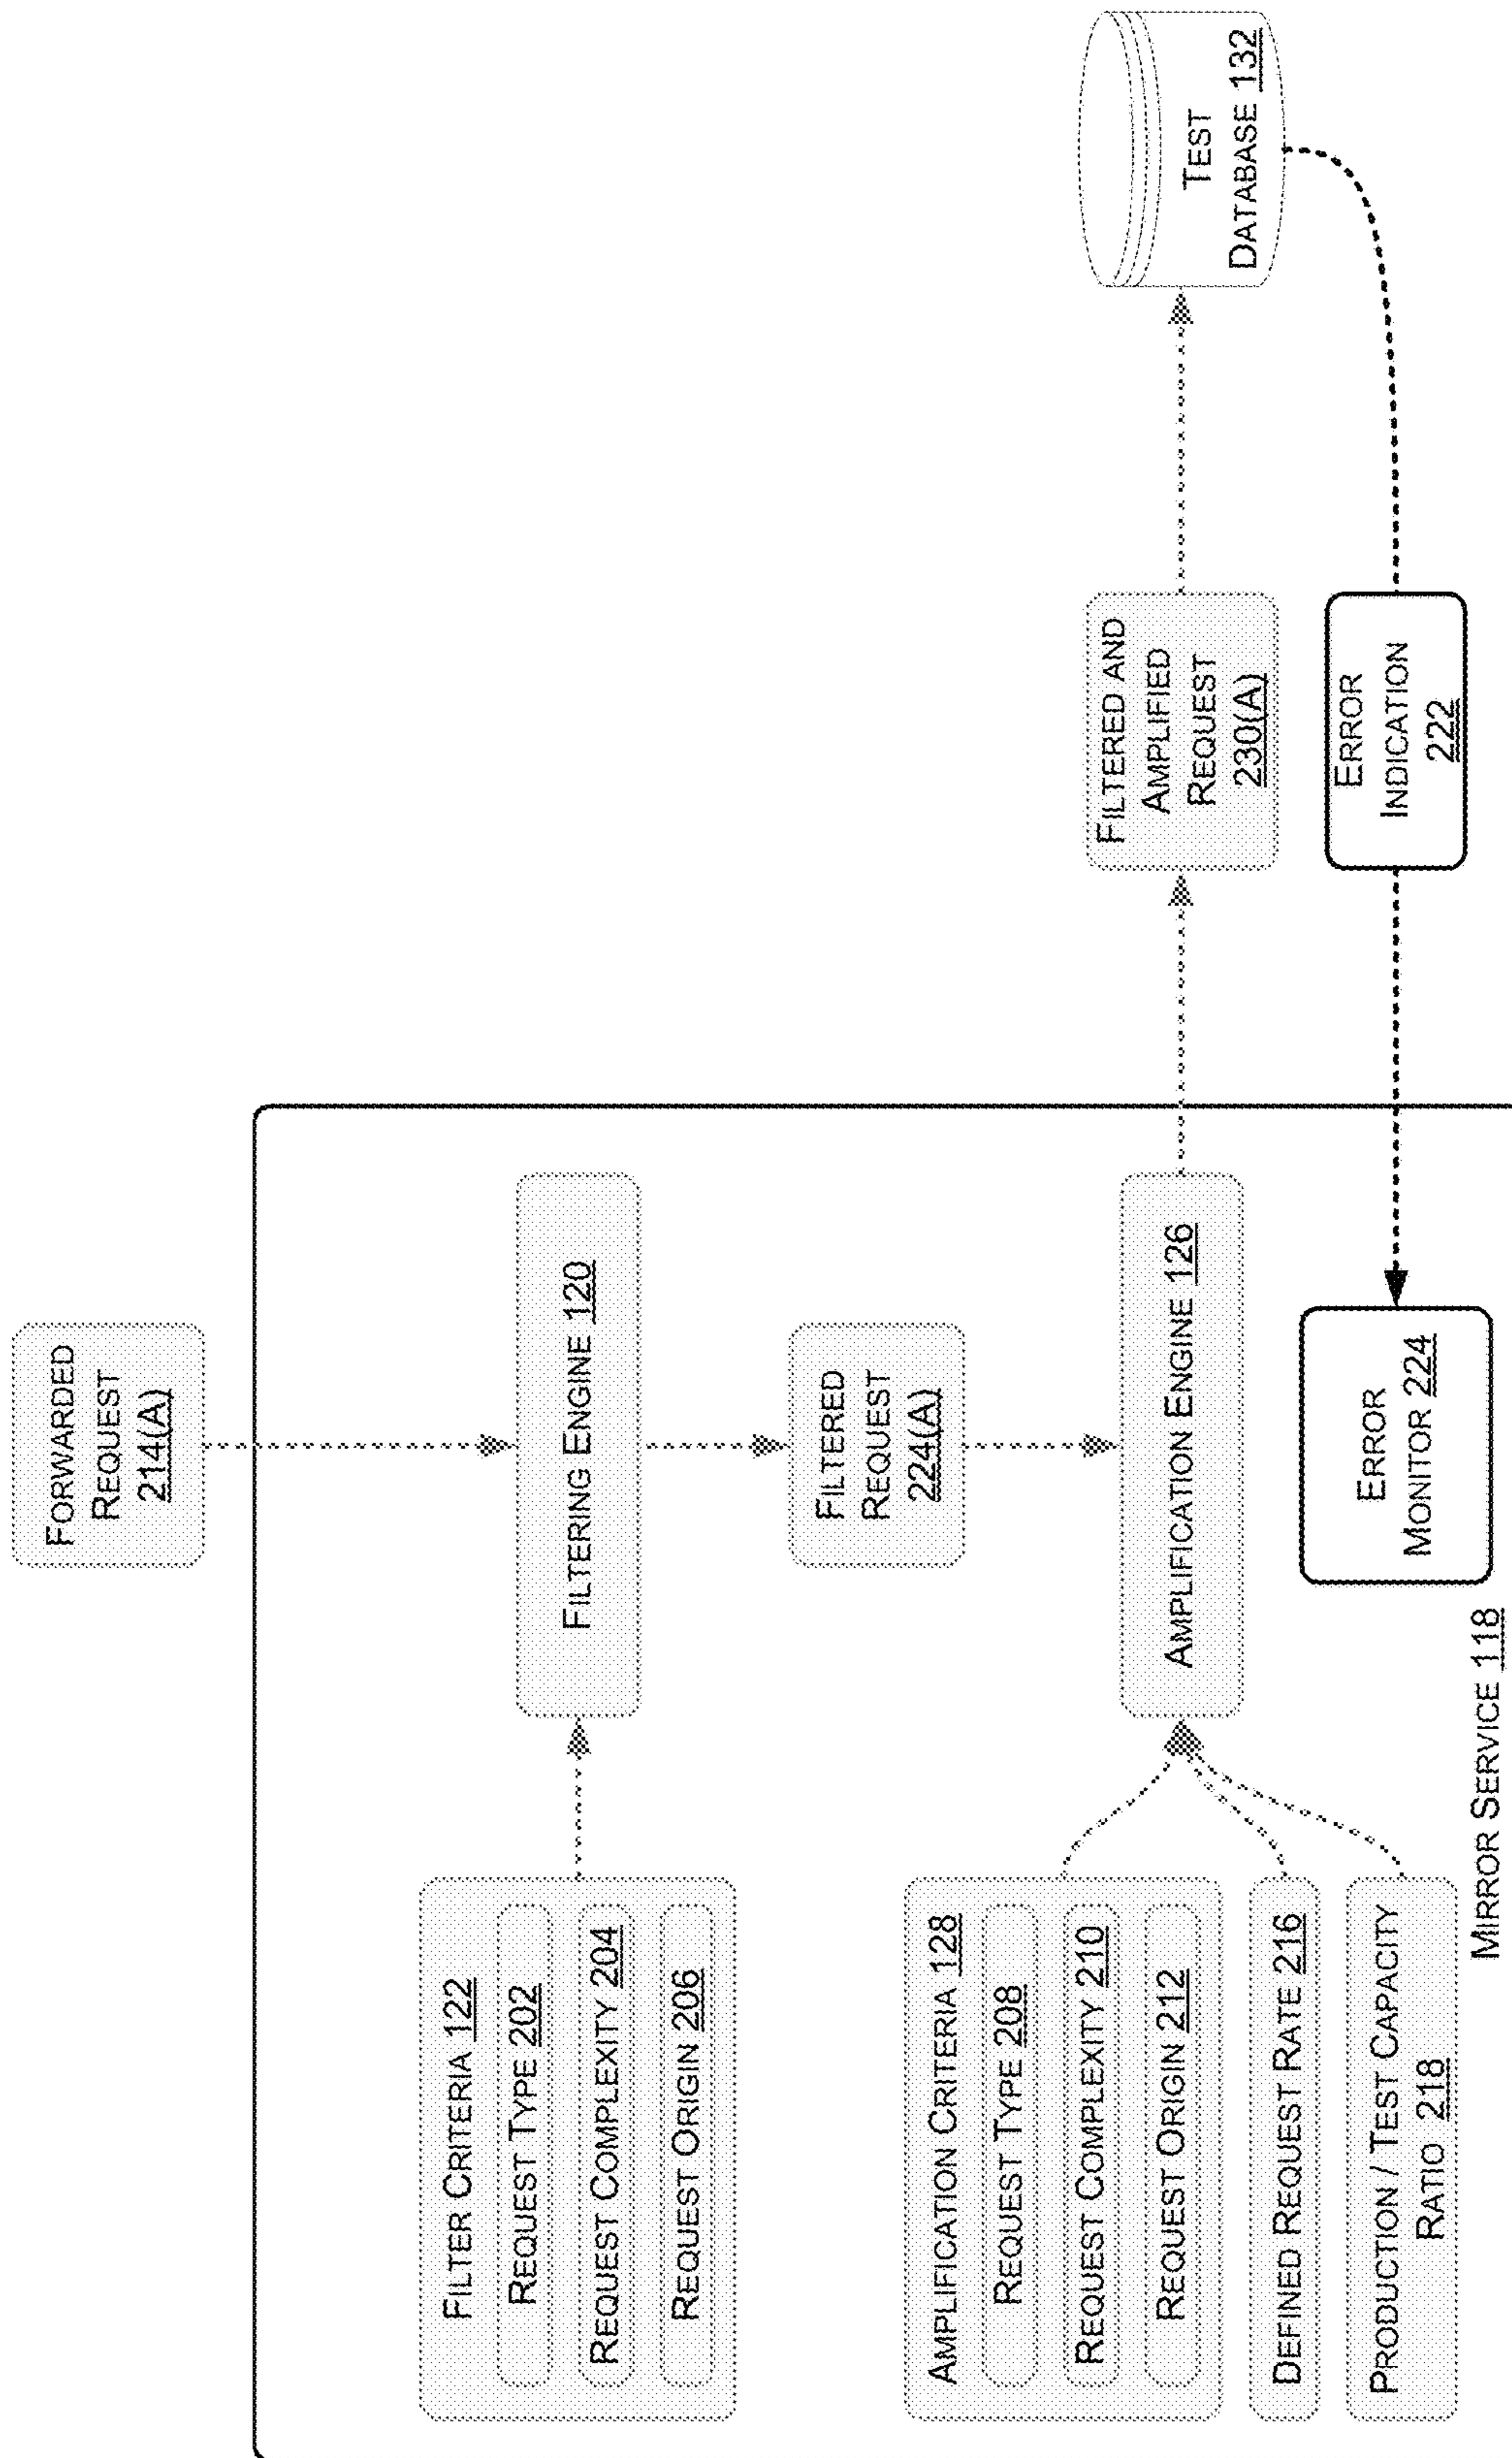 FORWARDED
REQUEST
214(A)
FILTER CRITERIA 122
REQUEST TYPE 202
REQUEST COMPLEXITY 204
REQUEST ORIGIN 206
FILTERING ENGINE 120
FILTERED
REQUEST
224(A)
AMPLIFICATION CRITERIA 128
REQUEST TYPE 208
REQUEST COMPLEXITY 210
REQUEST ORIGIN 212
DEFINED REQUEST RATE 216
PRODUCTION / TEST CAPACITY
RATIO 218
AMPLIFICATION ENGINE 126
ERROR
MONITOR 224
MIRROR SERVICE 118
FILTERED AND
AMPLIFIED
REQUEST
230(A)
ERROR
INDICATION
222
TEST
DATABASE 132